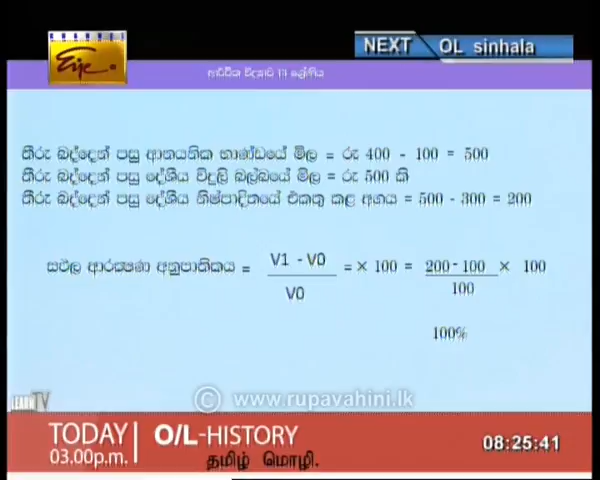 NEXT OL sinhala
ආර්ථික විද්‍යාව 13 ශ්‍රේණිය
තීරු බද්දෙන් පසු ආනයනික භාණ්ඩයේ මිල = රු 400 - 100 = 500
තීරු බද්දෙන් පසු දේශීය විදුලි බල්බයේ මිල = රු 500 කි
තීරු බද්දෙන් පසු දේශීය නිෂ්පාදිතයේ එකතු කළ අගය = 500 - 300 = 200
සඵල ආරක්ෂණ අනුපාතිකය = V1 - V0 / V0 = × 100 = 200 - 100 / 100 × 100
100%
LEARN TV
© www.rupavahini.lk
TODAY O/L-HISTORY 08:25:41
03.00p.m. தமிழ் மொழி.